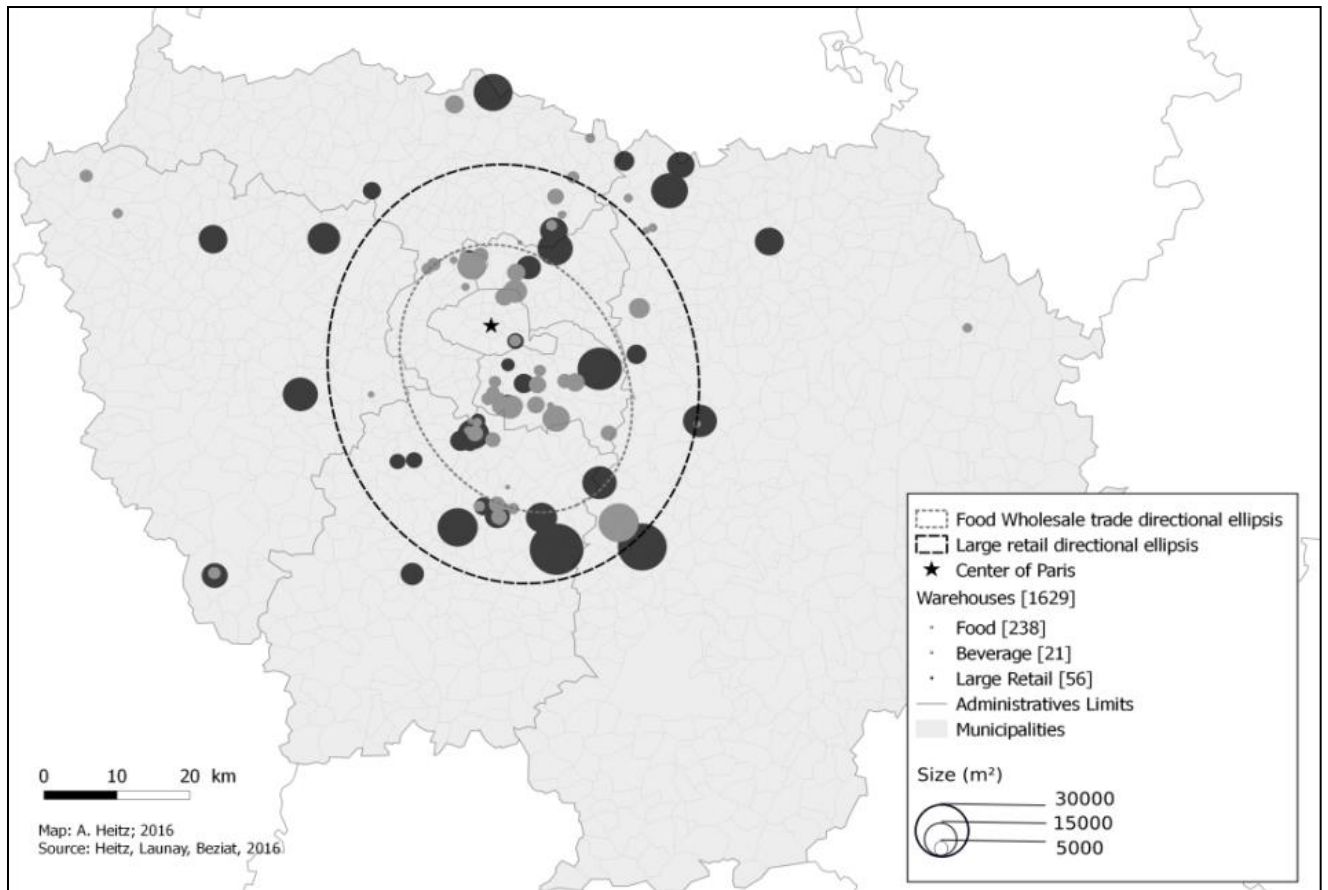 Food Wholesale trade directional ellipsis
Large retail directional ellipsis
Center of Paris
Warehouses [1629]
Food [238]
Beverage [21]
Large Retail [56]
Administratives Limits
Municipalities
Size (m²)
30000
15000
5000
0 10 20 km
Map: A. Heitz; 2016
Source: Heitz, Launay, Beziat, 2016